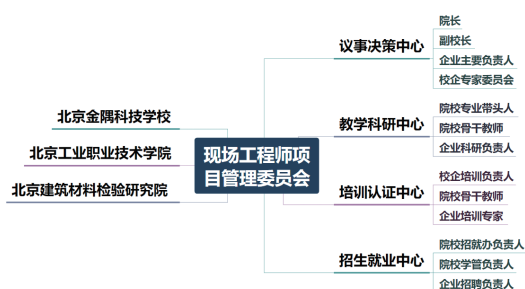 北京金隅科技学校
北京工业职业技术学院
北京建筑材料检验研究院
现场工程师项
目管理委员会
议事决策中心
院长
副校长
企业主要负责人
校企专家委员会
教学科研中心
院校专业带头人
院校骨干教师
企业科研负责人
培训认证中心
校企培训负责人
院校骨干教师
企业培训专家
招生就业中心
院校招就办负责人
院校学管负责人
企业招聘负责人